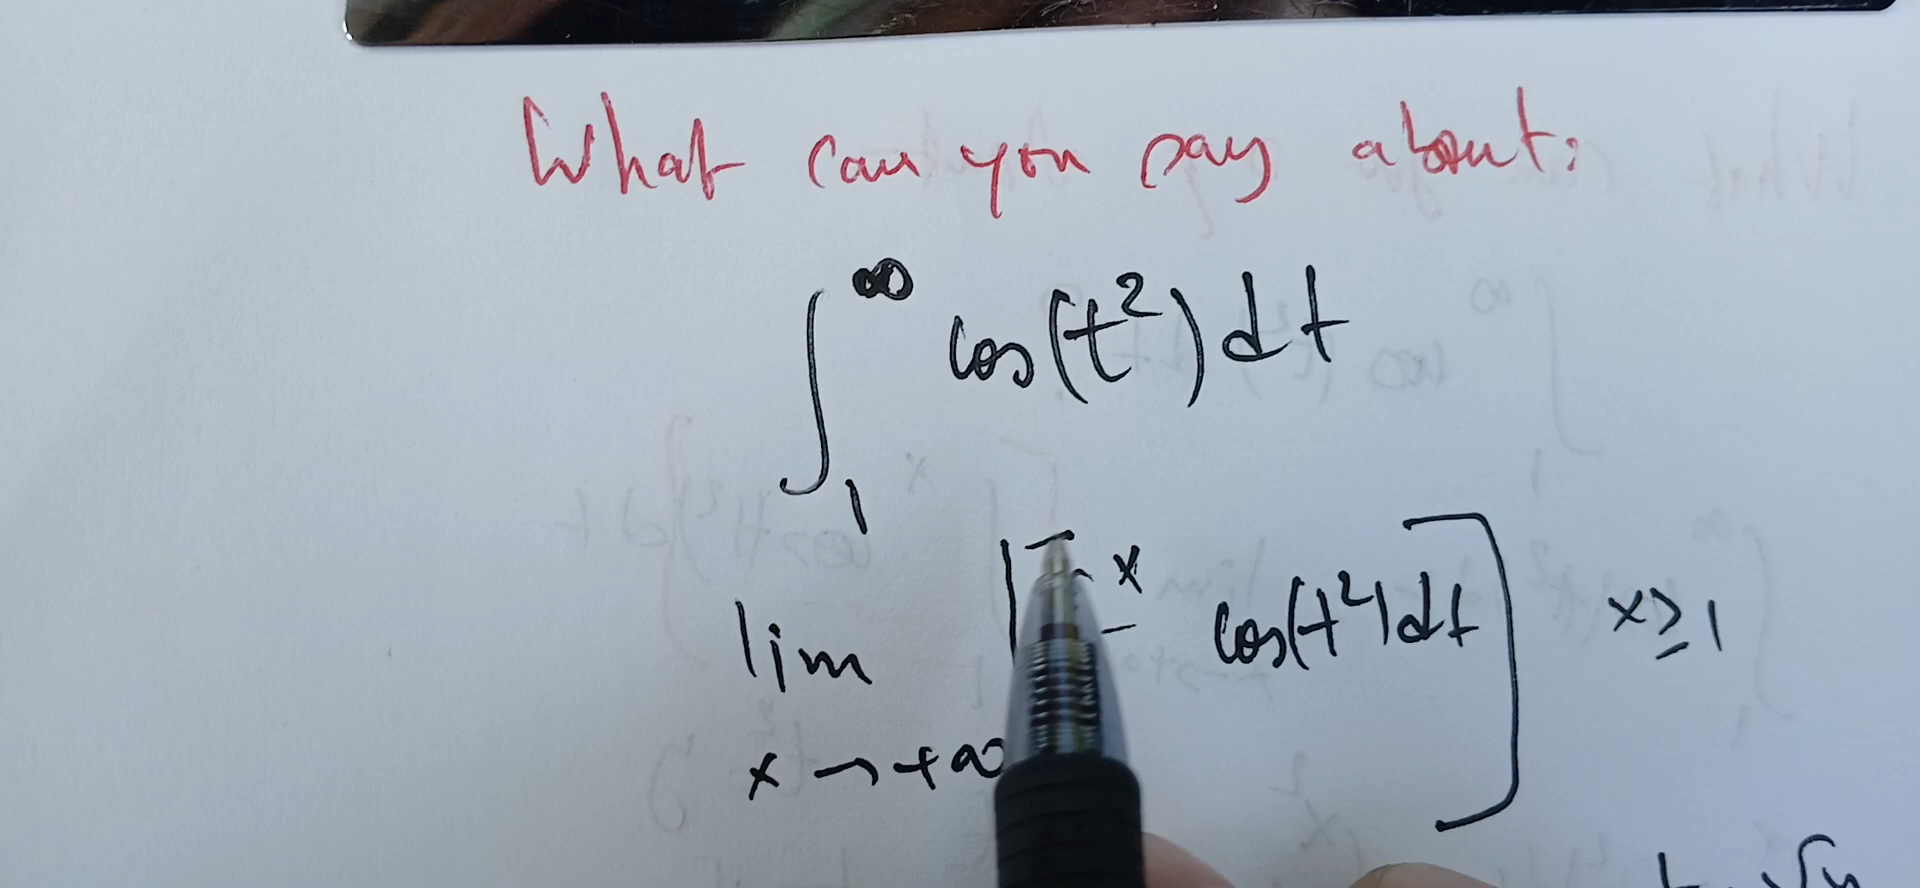 What can you say about:
∫₁^∞ cos(t²) dt
lim x → +∞ [ x cos(t²) dt ] x ≥ 1